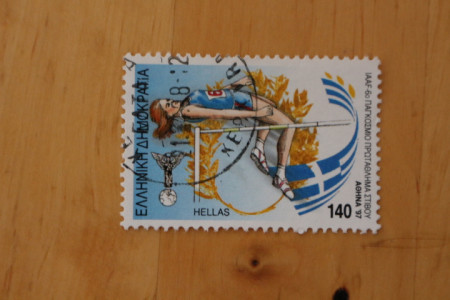 ΕΛΛΗΝΙΚΗ ΔΗΜΟΚΡΑΤΙΑ
HELLAS
140
IAAF-6ο ΠΑΓΚΟΣΜΙΟ ΠΡΩΤΑΘΛΗΜΑ ΣΤΙΒΟΥ
ΑΘΗΝΑ '97